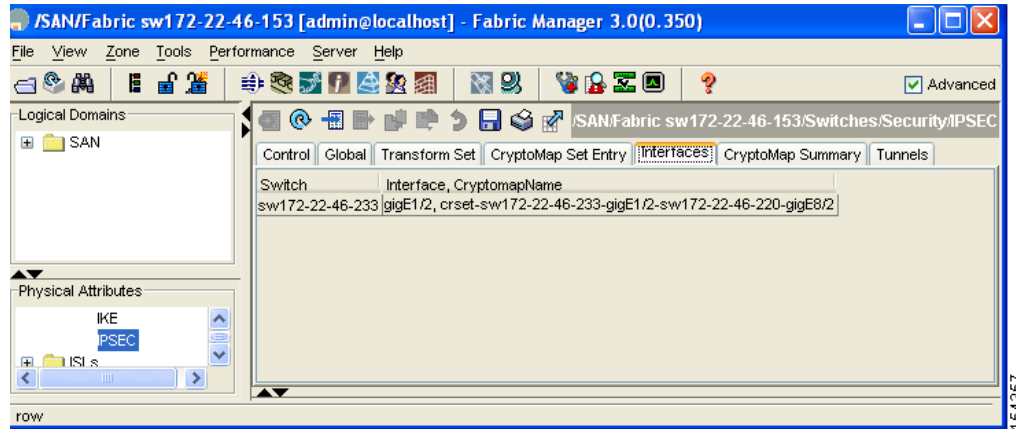 /SAN/Fabric sw172-22-46-153 [admin@localhost] - Fabric Manager 3.0(0.350)
File View Zone Tools Performance Server Help
Advanced
Logical Domains
SAN
/SAN/Fabric sw172-22-46-153/Switches/Security/IPSEC
Control Global Transform Set CryptoMap Set Entry Interfaces CryptoMap Summary Tunnels
Switch Interface, CryptomapName
sw172-22-46-233 gigE1/2, crset-sw172-22-46-233-gigE1/2-sw172-22-46-220-gigE8/2
Physical Attributes
IKE
IPSEC
ISLs
row